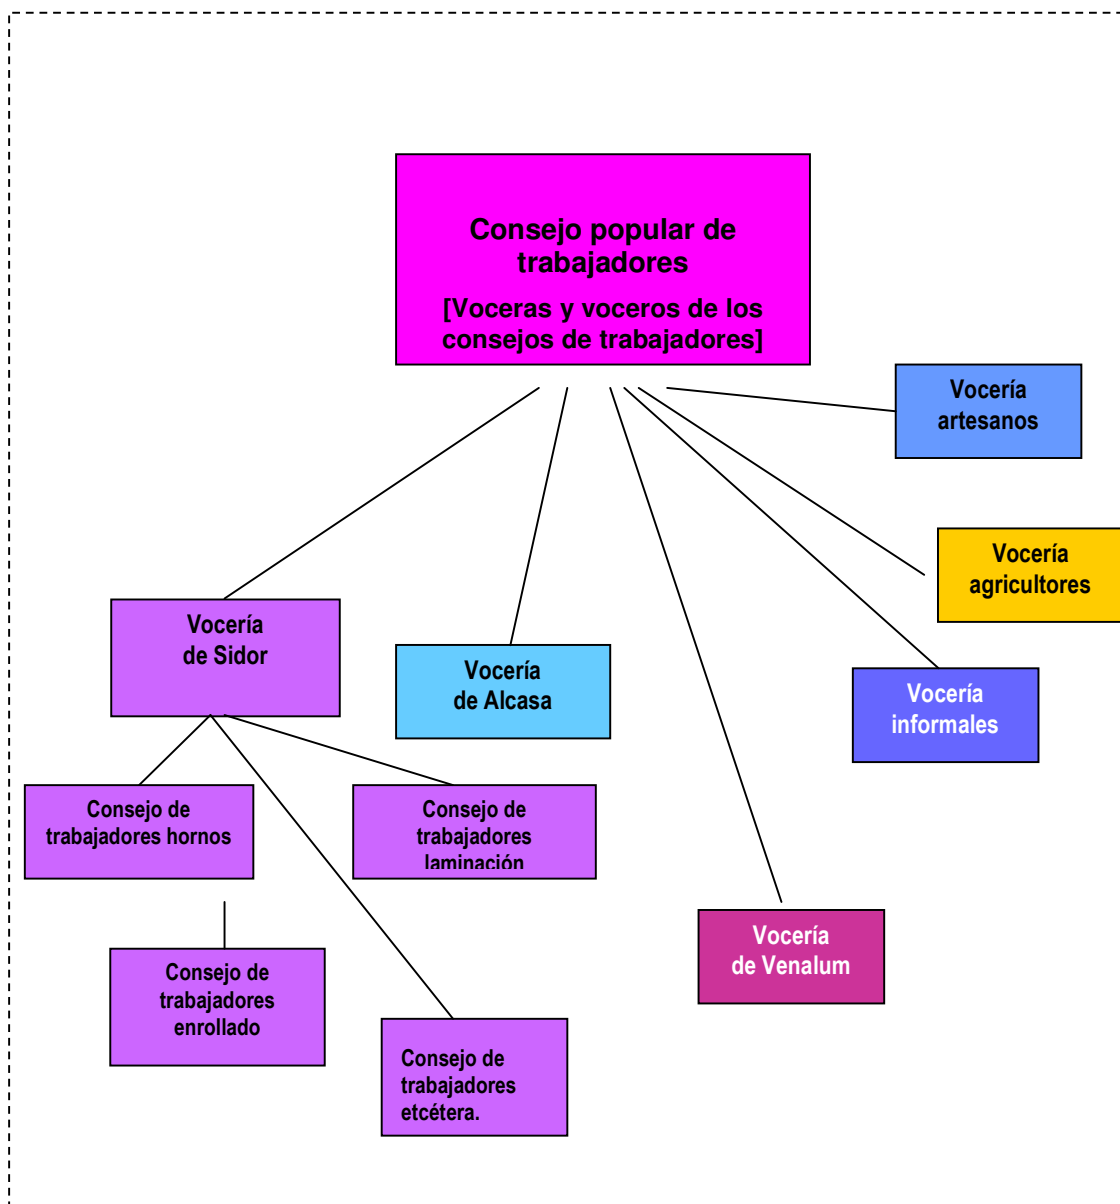 Consejo popular de
trabajadores
[Voceras y voceros de los
consejos de trabajadores]
Vocería
artesanos
Vocería
agricultores
Vocería
de Sidor
Vocería
de Alcasa
Vocería
informales
Consejo de
trabajadores hornos
Consejo de
trabajadores
laminación
Vocería
de Venalum
Consejo de
trabajadores
enrollado
Consejo de
trabajadores
etcétera.